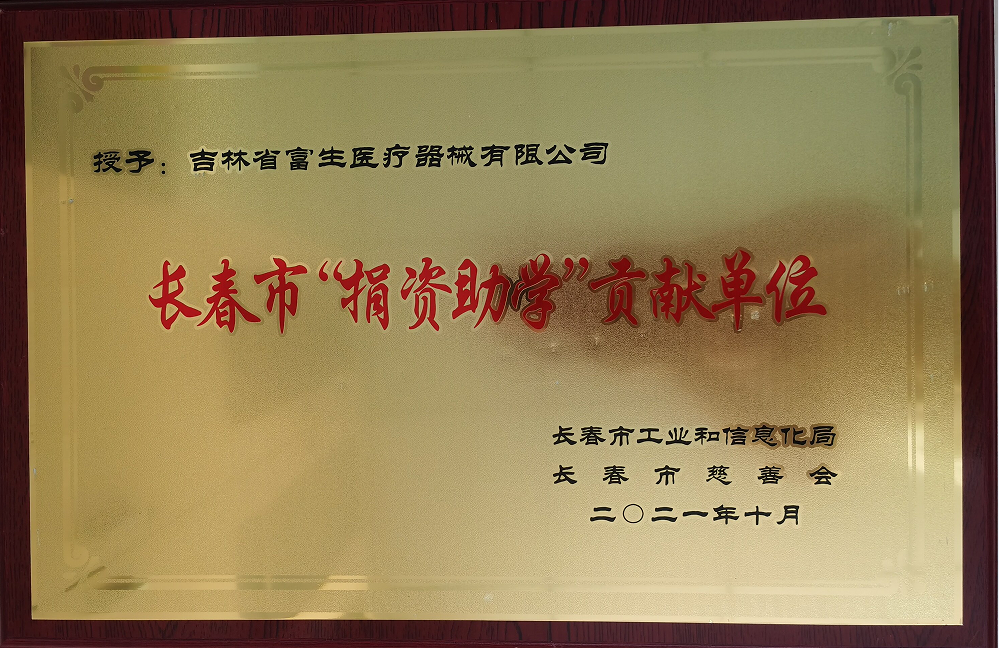 授予：吉林省富生医疗器械有限公司
长春市“捐资助学”贡献单位
长春市工业和信息化局
长春市慈善会
二〇二一年十月